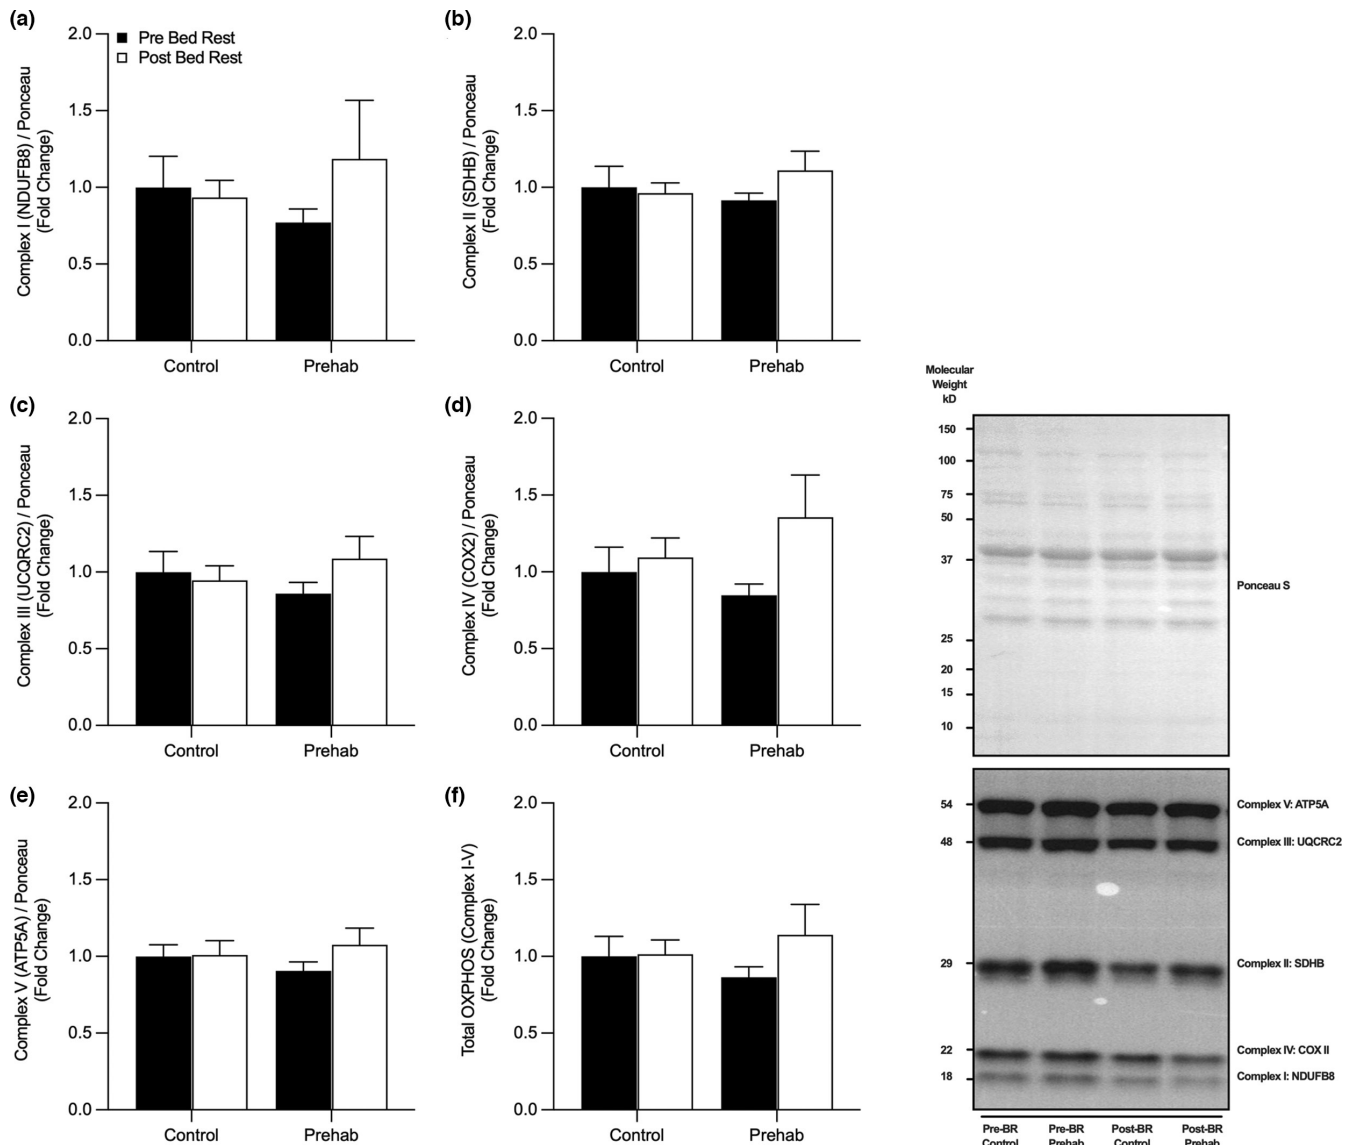 (a)
2.0
1.5
1.0
0.5
0.0
Complex I (NDUFB8) / Ponceau
(Fold Change)
Pre Bed Rest
Post Bed Rest
Control Prehab
(b)
2.0
1.5
1.0
0.5
0.0
Complex II (SDHB) / Ponceau
(Fold Change)
Control Prehab
(c)
2.0
1.5
1.0
0.5
0.0
Complex III (UCQRC2) / Ponceau
(Fold Change)
Control Prehab
(d)
2.0
1.5
1.0
0.5
0.0
Complex IV (COX2) / Ponceau
(Fold Change)
Control Prehab
(e)
2.0
1.5
1.0
0.5
0.0
Complex V (ATP5A) / Ponceau
(Fold Change)
Control Prehab
(f)
2.0
1.5
1.0
0.5
0.0
Total OXPHOS (Complex I-V)
(Fold Change)
Control Prehab
Molecular
Weight
kD
150
100
75
50
37
25
20
15
10
Ponceau S
54
48
29
22
18
Complex V: ATP5A
Complex III: UQCRC2
Complex II: SDHB
Complex IV: COX II
Complex I: NDUFB8
Pre-BR Pre-BR Post-BR Post-BR
Control Prehab Control Prehab